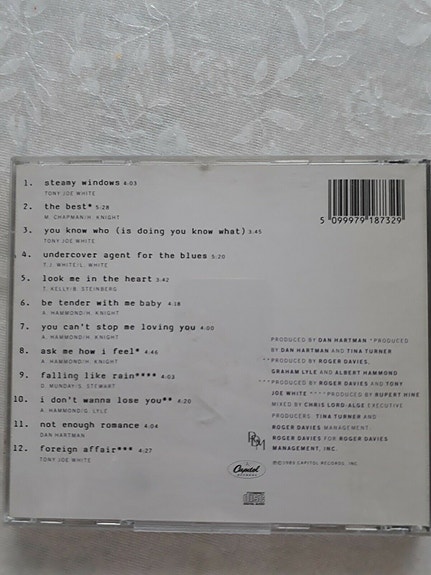 1. steamy windows 4:03
TONY JOE WHITE
2. the best* 5:28
M. CHAPMAN/H. KNIGHT
3. you know who (is doing you know what) 3:45
TONY JOE WHITE
4. undercover agent for the blues 5:20
T.J. WHITE/L. WHITE
5. look me in the heart 3:42
T. KELLY/B. STEINBERG
6. be tender with me baby 4:18
A. HAMMOND/H. KNIGHT
7. you can't stop me loving you 4:00
A. HAMMOND/H. KNIGHT
8. ask me how i feel* 4:46
A. HAMMOND/H. KNIGHT
9. falling like rain**** 4:03
D. MUNDAY/S. STEWART
10. i don't wanna lose you** 4:20
A. HAMMOND/G. LYLE
11. not enough romance 4:04
DAN HARTMAN
12. foreign affair*** 4:27
TONY JOE WHITE
5 099979 187329
PRODUCED BY DAN HARTMAN *PRODUCED
BY DAN HARTMAN AND TINA TURNER
**PRODUCED BY ROGER DAVIES,
GRAHAM LYLE AND ALBERT HAMMOND
***PRODUCED BY ROGER DAVIES AND TONY
JOE WHITE ****PRODUCED BY RUPERT HINE
MIXED BY CHRIS LORD-ALGE EXECUTIVE
PRODUCERS: TINA TURNER AND
ROGER DAVIES MANAGEMENT:
ROGER DAVIES FOR ROGER DAVIES
MANAGEMENT, INC.
Capitol
℗©1989 CAPITOL RECORDS, INC.